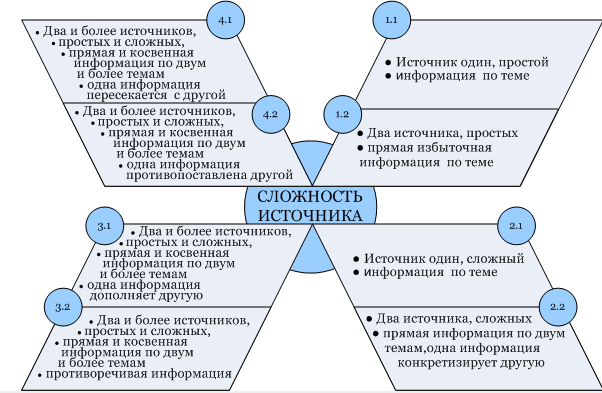 4.1
• Два и более источников,
• простых и сложных,
• прямая и косвенная
информация по двум
и более темам
• одна информация
пересекается с другой
4.2
• Два и более источников,
• простых и сложных,
• прямая и косвенная
информация по двум
и более темам
• одна информация
противопоставлена другой
1.1
• Источник один, простой
• информация по теме
1.2
• Два источника, простых
• прямая избыточная
информация по теме
СЛОЖНОСТЬ
ИСТОЧНИКА
3.1
• Два и более источников,
• простых и сложных,
• прямая и косвенная
информация по двум
и более темам
• одна информация
дополняет другую
3.2
• Два и более источников,
• простых и сложных,
• прямая и косвенная
информация по двум
и более темам
• противоречивая информация
2.1
• Источник один, сложный
• информация по теме
2.2
• Два источника, сложных
• прямая информация по двум
темам,одна информация
конкретизирует другую